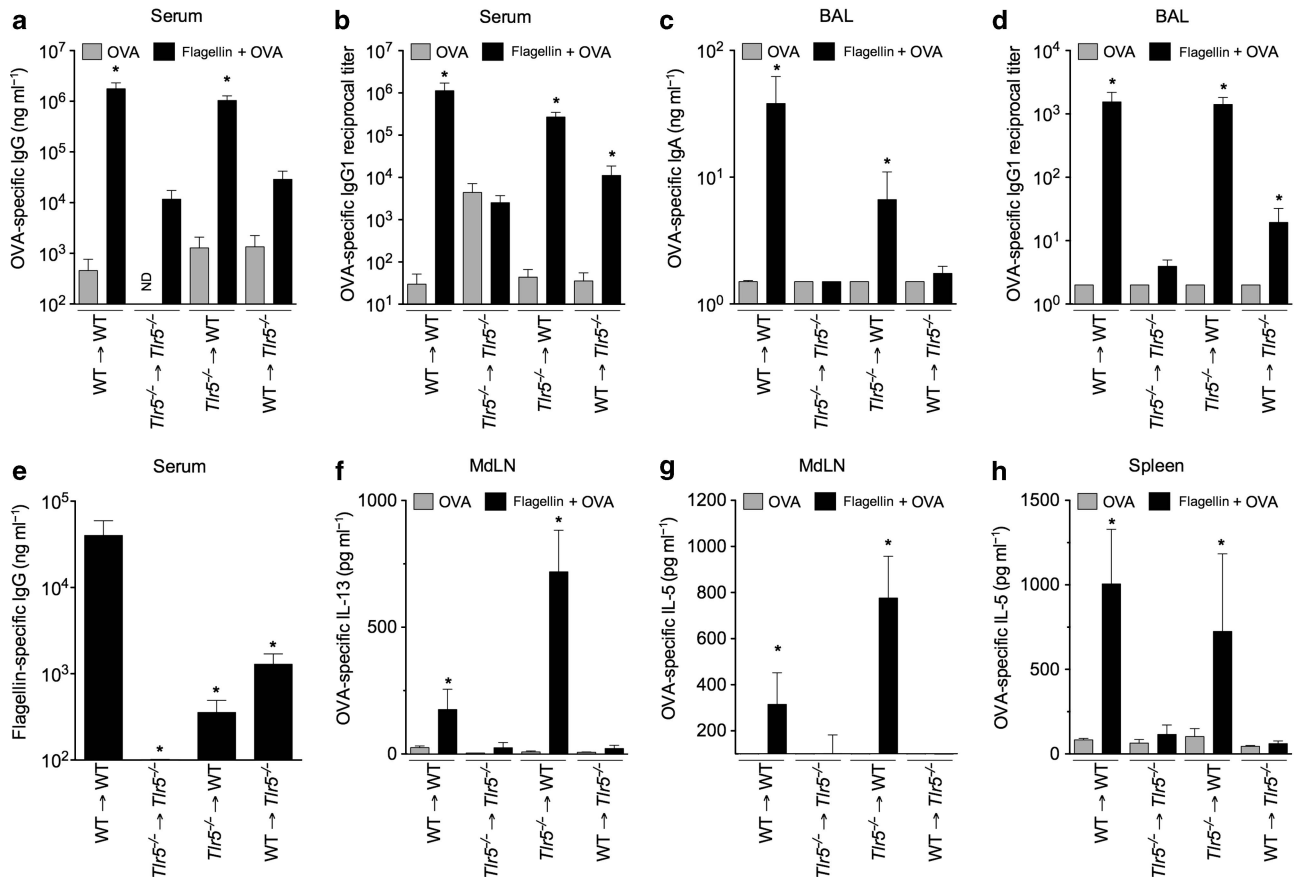 a Serum
OVA Flagellin + OVA
OVA-specific IgG (ng ml⁻¹)
10⁷
10⁶
10⁵
10⁴
10³
10²
*
ND
*
WT → WT
Tlr5⁻/⁻ → Tlr5⁻/⁻
Tlr5⁻/⁻ → WT
WT → Tlr5⁻/⁻
b Serum
OVA Flagellin + OVA
OVA-specific IgG1 reciprocal titer
10⁷
10⁶
10⁵
10⁴
10³
10²
10¹
*
*
*
WT → WT
Tlr5⁻/⁻ → Tlr5⁻/⁻
Tlr5⁻/⁻ → WT
WT → Tlr5⁻/⁻
c BAL
OVA Flagellin + OVA
OVA-specific IgA (ng ml⁻¹)
10²
10¹
10⁰
*
*
WT → WT
Tlr5⁻/⁻ → Tlr5⁻/⁻
Tlr5⁻/⁻ → WT
WT → Tlr5⁻/⁻
d BAL
OVA Flagellin + OVA
OVA-specific IgG1 reciprocal titer
10⁴
10³
10²
10¹
10⁰
*
*
*
WT → WT
Tlr5⁻/⁻ → Tlr5⁻/⁻
Tlr5⁻/⁻ → WT
WT → Tlr5⁻/⁻
e Serum
Flagellin-specific IgG (ng ml⁻¹)
10⁵
10⁴
10³
10²
*
*
*
WT → WT
Tlr5⁻/⁻ → Tlr5⁻/⁻
Tlr5⁻/⁻ → WT
WT → Tlr5⁻/⁻
f MdLN
OVA Flagellin + OVA
OVA-specific IL-13 (pg ml⁻¹)
1000
500
0
*
*
WT → WT
Tlr5⁻/⁻ → Tlr5⁻/⁻
Tlr5⁻/⁻ → WT
WT → Tlr5⁻/⁻
g MdLN
OVA Flagellin + OVA
OVA-specific IL-5 (pg ml⁻¹)
1200
1000
800
600
400
200
*
*
WT → WT
Tlr5⁻/⁻ → Tlr5⁻/⁻
Tlr5⁻/⁻ → WT
WT → Tlr5⁻/⁻
h Spleen
OVA Flagellin + OVA
OVA-specific IL-5 (pg ml⁻¹)
1500
1000
500
0
*
*
WT → WT
Tlr5⁻/⁻ → Tlr5⁻/⁻
Tlr5⁻/⁻ → WT
WT → Tlr5⁻/⁻